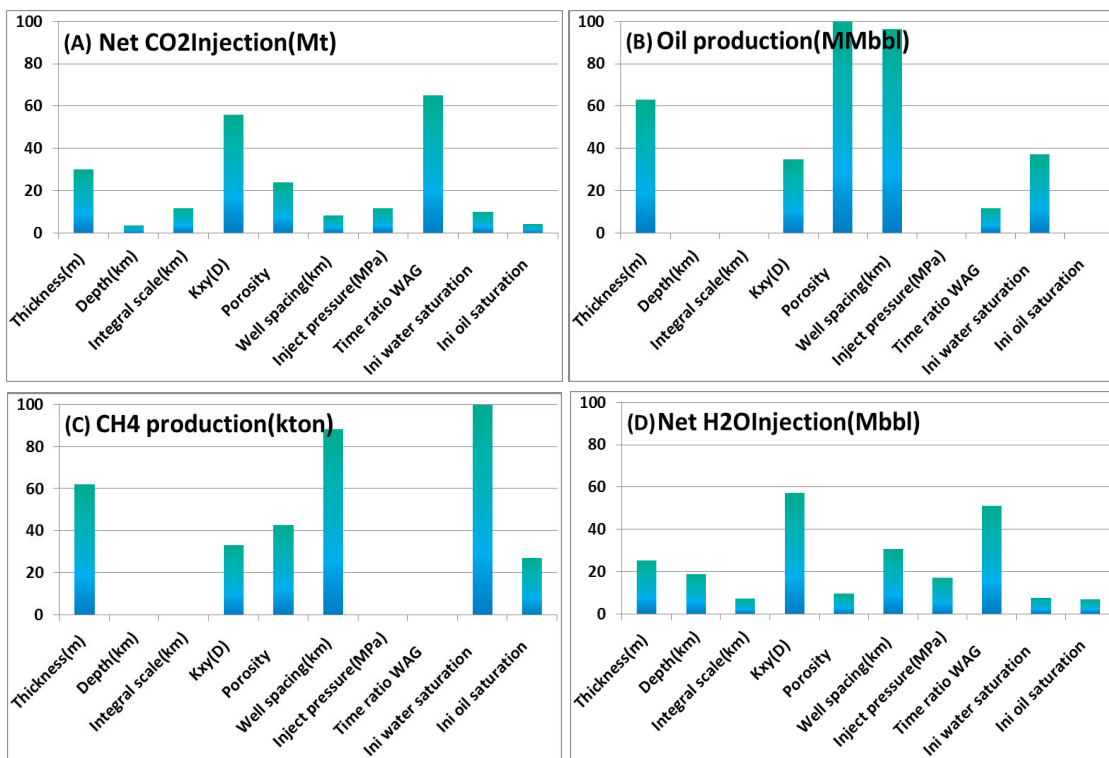 (A) Net CO2Injection(Mt)
100
80
60
40
20
0
Thickness(m)
Depth(km)
Integral scale(km)
Kxy(D)
Porosity
Well spacing(km)
Inject pressure(MPa)
Time ratio WAG
Ini water saturation
Ini oil saturation
(B) Oil production(MMbbl)
100
80
60
40
20
0
Thickness(m)
Depth(km)
Integral scale(km)
Kxy(D)
Porosity
Well spacing(km)
Inject pressure(MPa)
Time ratio WAG
Ini water saturation
Ini oil saturation
(C) CH4 production(kton)
100
80
60
40
20
0
Thickness(m)
Depth(km)
Integral scale(km)
Kxy(D)
Porosity
Well spacing(km)
Inject pressure(MPa)
Time ratio WAG
Ini water saturation
Ini oil saturation
(D) Net H2OInjection(Mbbl)
100
80
60
40
20
0
Thickness(m)
Depth(km)
Integral scale(km)
Kxy(D)
Porosity
Well spacing(km)
Inject pressure(MPa)
Time ratio WAG
Ini water saturation
Ini oil saturation